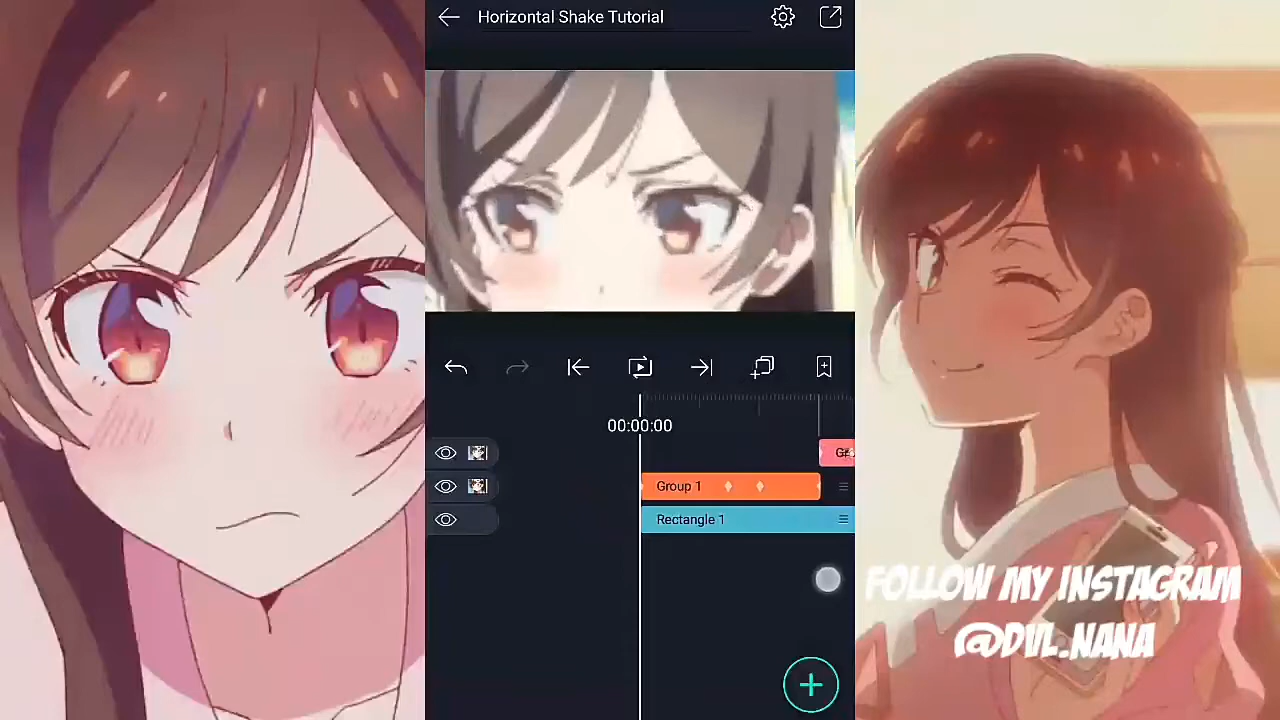 Horizontal Shake Tutorial
00:00:00
Group 1
Rectangle 1
FOLLOW MY INSTAGRAM
@DVL.NANA